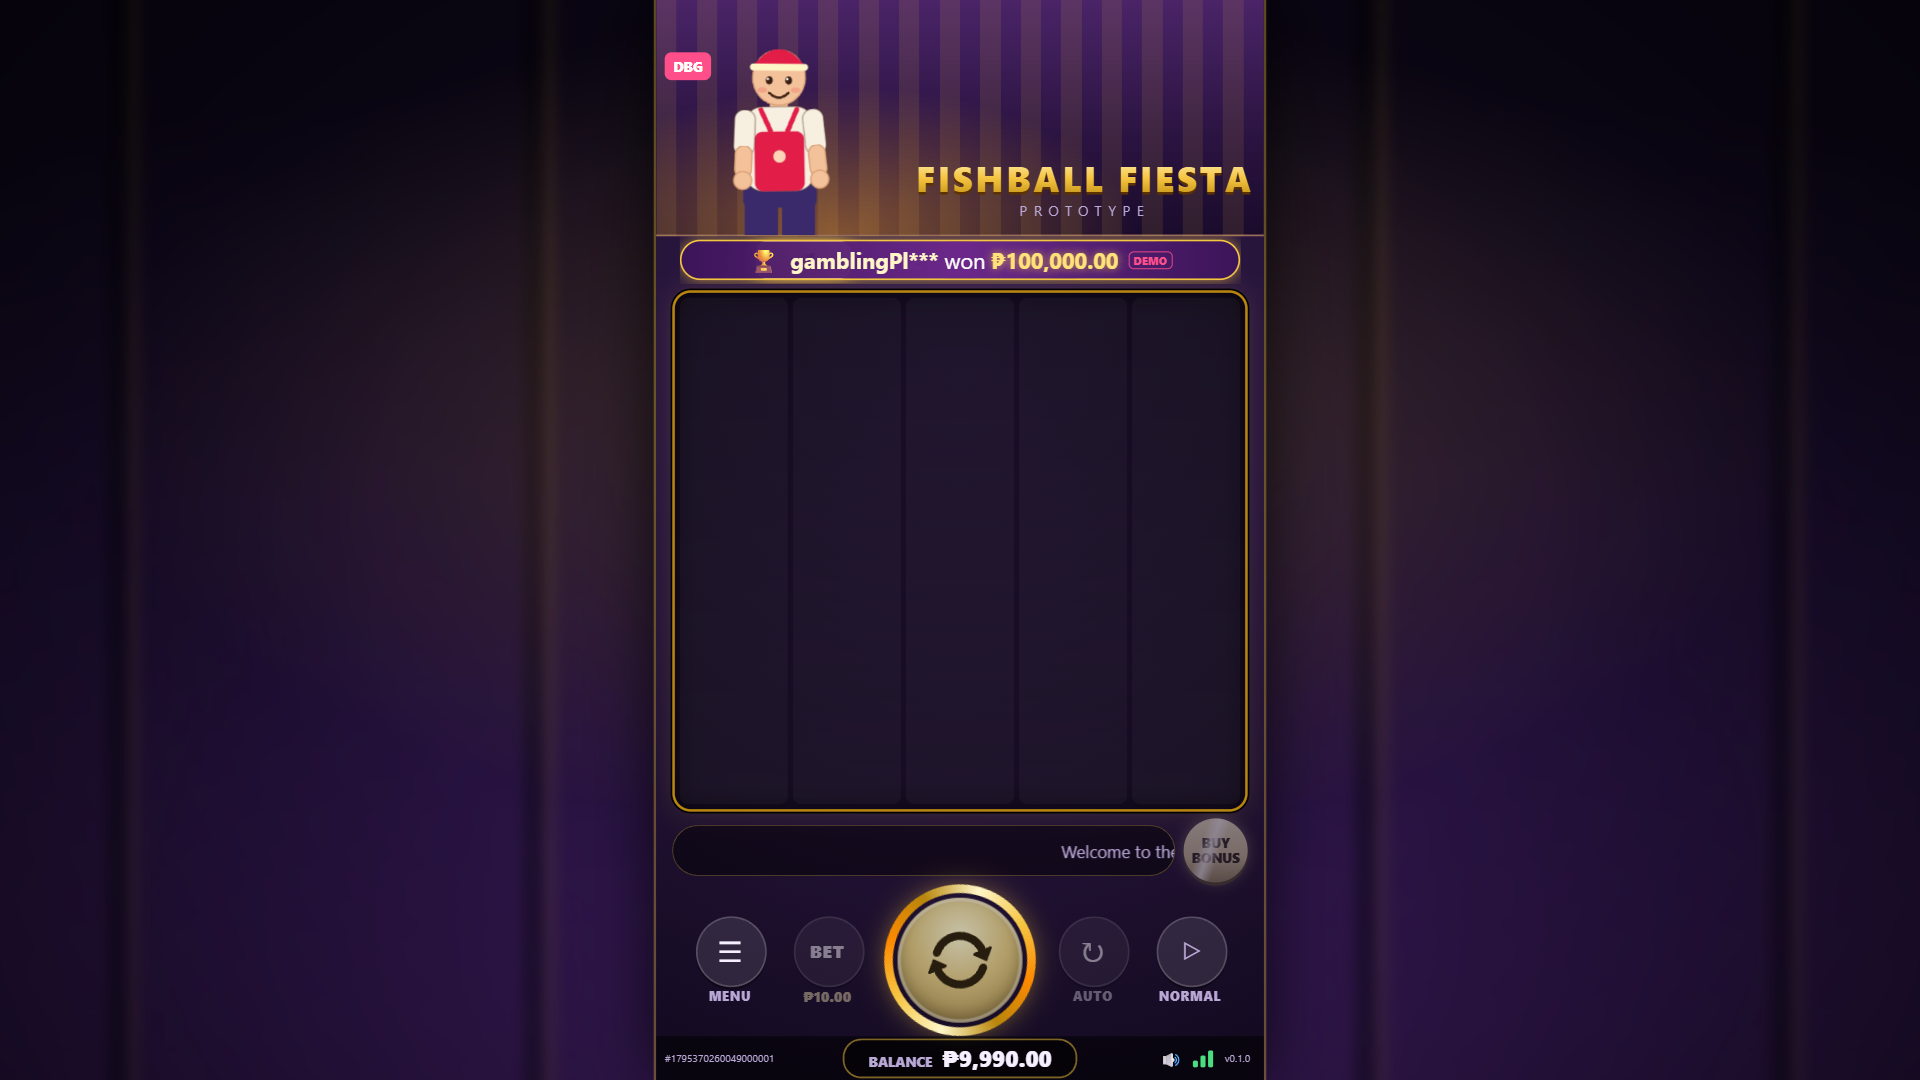 DBG
FISHBALL FIESTA
PROTOTYPE
gamblingPl*** won ₱100,000.00 DEMO
Welcome to the
BUY
BONUS
BET
MENU
₱10.00
AUTO
NORMAL
#1795370260049000001
BALANCE ₱9,990.00
v0.1.0